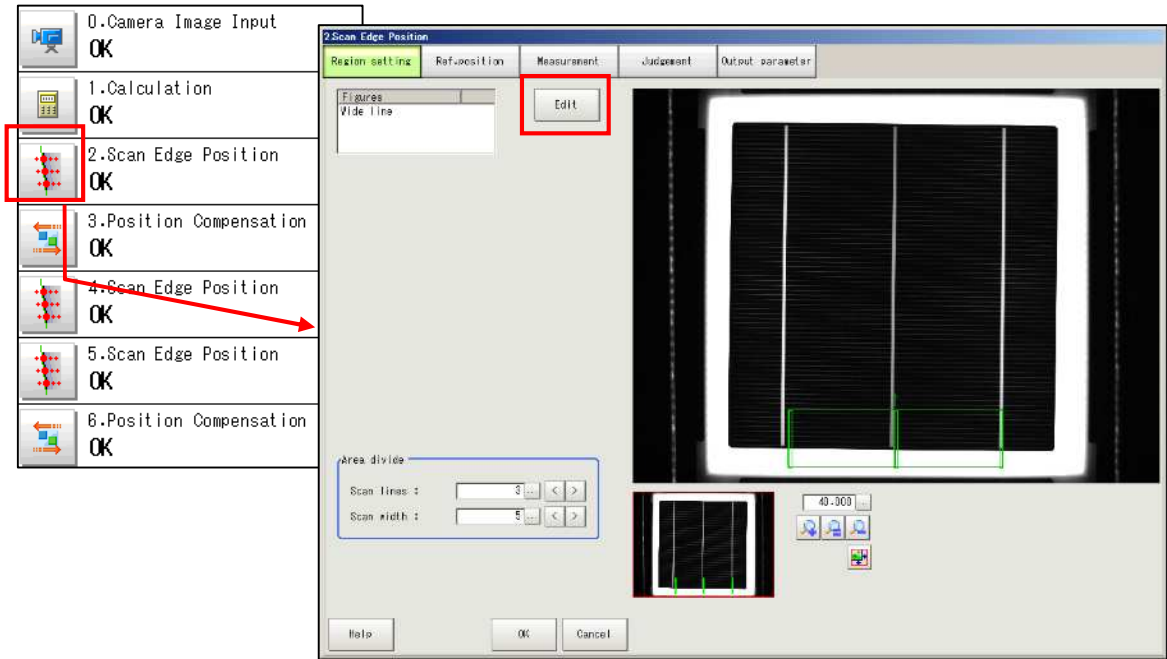 0.Camera Image Input
OK
1.Calculation
OK
2.Scan Edge Position
OK
3.Position Compensation
OK
4.Scan Edge Position
OK
5.Scan Edge Position
OK
6.Position Compensation
OK
2.Scan Edge Position
Region setting
Ref.position
Measurement
Judgement
Output parameter
Figures
Wide line
Edit
Area divide
Scan lines :
3
..
<
>
Scan width :
5
..
<
>
40.000
..
Help
OK
Cancel